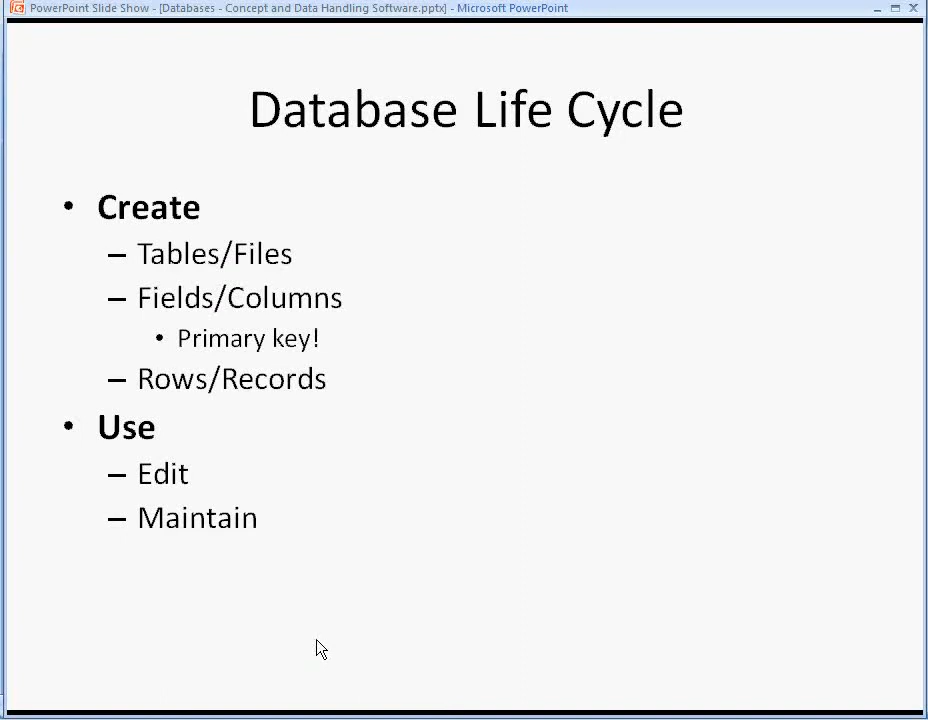 PowerPoint Slide Show - [Databases - Concept and Data Handling Software.pptx] - Microsoft PowerPoint
Database Life Cycle
• Create
– Tables/Files
– Fields/Columns
• Primary key!
– Rows/Records
• Use
– Edit
– Maintain